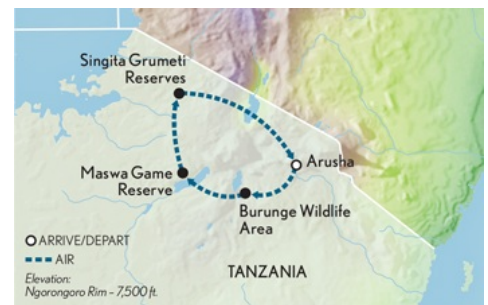 Singita Grumeti
Reserves
Arusha
Maswa Game
Reserve
Burunge Wildlife
Area
ARRIVE/DEPART
AIR
Elevation:
Ngorongoro Rim – 7,500 ft.
TANZANIA